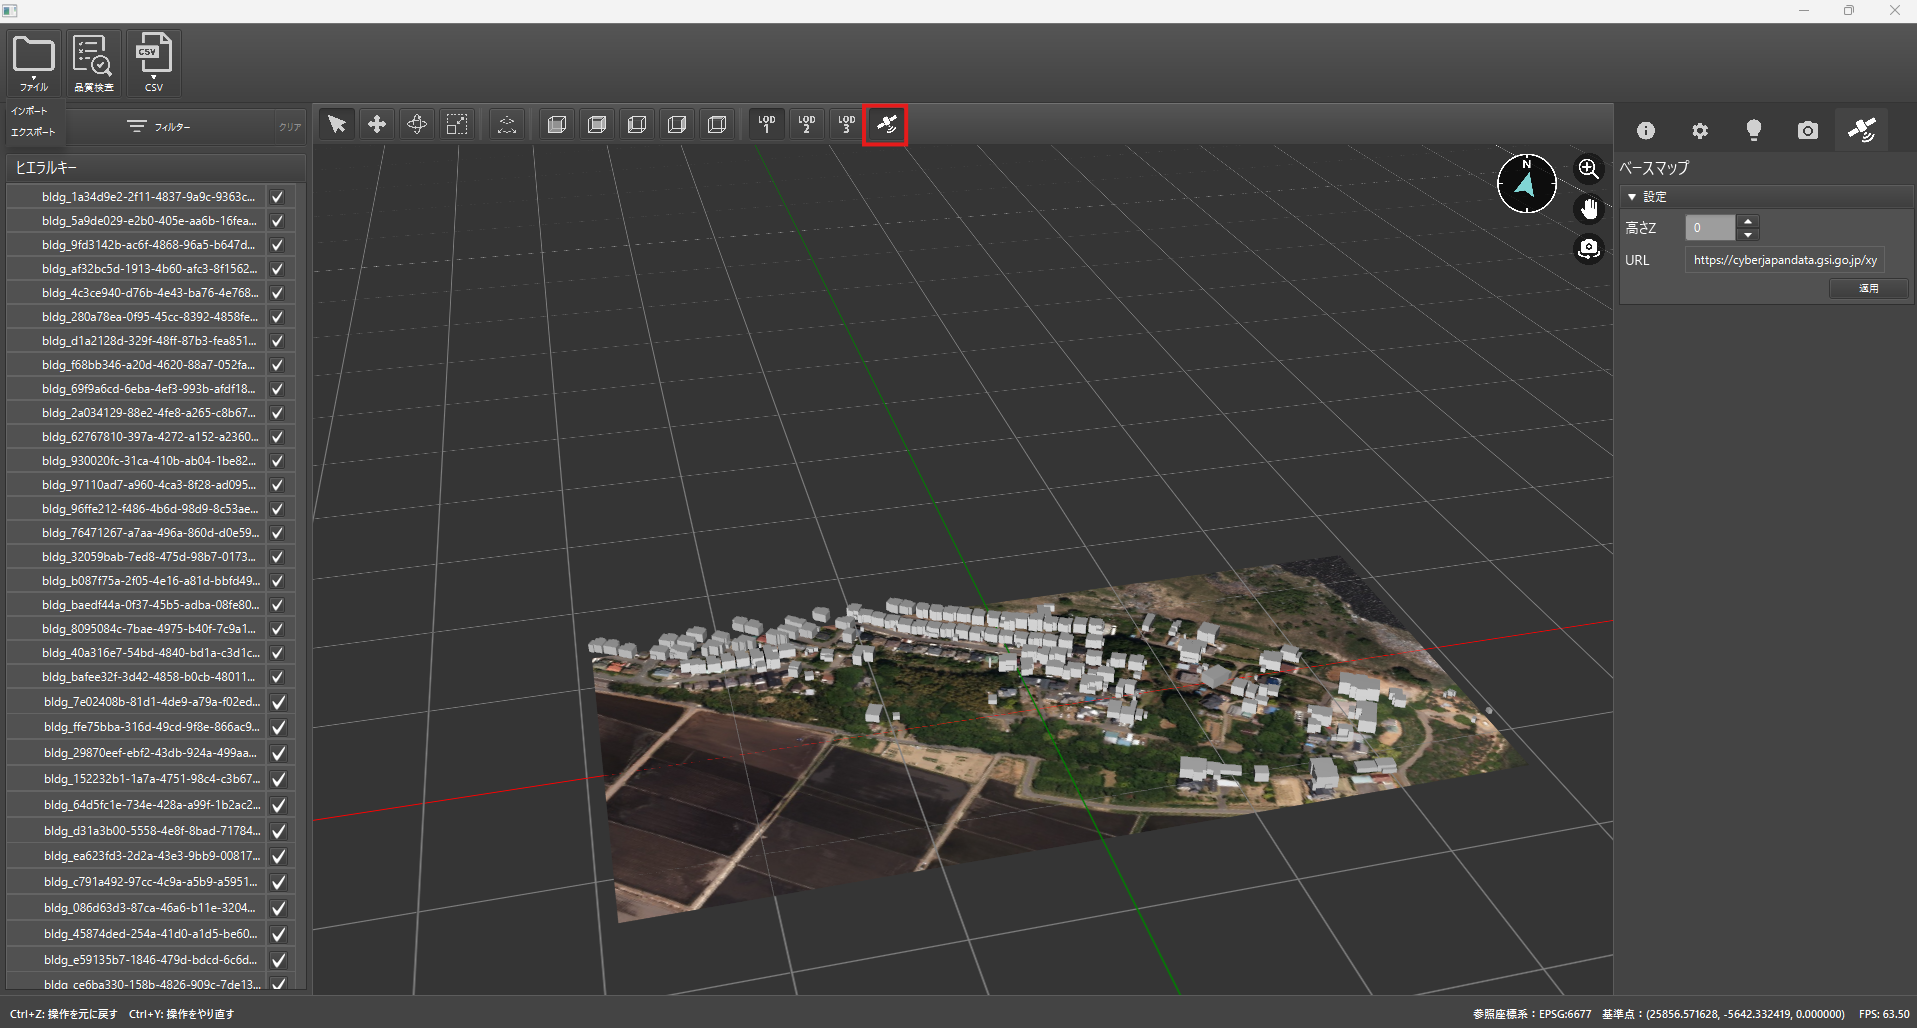 ファイル
品質検査
CSV
CSV
インポート
エクスポート
フィルター
クリア
LOD 1
LOD 2
LOD 3
ヒエラルキー
bldg_1a34d9e2-2f11-4837-9a9c-9363c...
bldg_5a9de029-e2b0-405e-aa6b-16fea...
bldg_9fd3142b-ac6f-4868-96a5-b647d...
bldg_af32bc5d-1913-4b60-afc3-8f1562...
bldg_4c3ce940-d76b-4e43-ba76-4e768...
bldg_280a78ea-0f95-45cc-8392-4858fe...
bldg_d1a2128d-329f-48ff-87b3-fea851...
bldg_f68bb346-a20d-4620-88a7-052fa...
bldg_69f9a6cd-6eba-4ef3-993b-afdf18...
bldg_2a034129-88e2-4fe8-a265-c8b67...
bldg_62767810-397a-4272-a152-a2360...
bldg_930020fc-31ca-410b-ab04-1be82...
bldg_97110ad7-a960-4ca3-8f28-ad095...
bldg_96ffe212-f486-4b6d-98d9-8c53ae...
bldg_76471267-a7aa-496a-860d-d0e59...
bldg_32059bab-7ed8-475d-98b7-0173...
bldg_b087f75a-2f05-4e16-a81d-bbfd49...
bldg_baedf44a-0f37-45b5-adba-08fe80...
bldg_8095084c-7bae-4975-b40f-7c9a1...
bldg_40a316e7-54bd-4840-bd1a-c3d1c...
bldg_bafee32f-3d42-4858-b0cb-48011...
bldg_7e02408b-81d1-4de9-a79a-f02ed...
bldg_ffe75bba-316d-49cd-9f8e-866ac9...
bldg_29870eef-ebf2-43db-924a-499aa...
bldg_152232b1-1a7a-4751-98c4-c3b67...
bldg_64d5fc1e-734e-428a-a99f-1b2ac2...
bldg_d31a3b00-5558-4e8f-8bad-71784...
bldg_ea623fd3-2d2a-43e3-9bb9-00817...
bldg_c791a492-97cc-4c9a-a5b9-a5951...
bldg_086d63d3-87ca-46a6-b11e-3204...
bldg_45874ded-254a-41d0-a1d5-be60...
bldg_e59135b7-1846-479d-bdcd-6c6d...
bldg_ce6ba330-158b-4826-909c-7de13...
N
ベースマップ
▼ 設定
高さZ 0
URL https://cyberjapandata.gsi.go.jp/xy
適用
Ctrl+Z: 操作を元に戻す Ctrl+Y: 操作をやり直す
参照座標系：EPSG:6677 基準点：(25856.571628, -5642.332419, 0.000000) FPS: 63.50